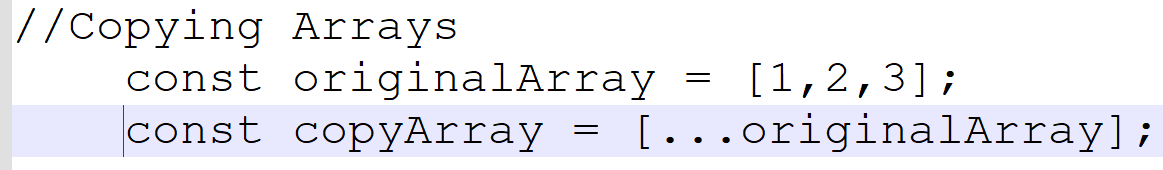 //Copying Arrays
const originalArray = [1,2,3];
const copyArray = [...originalArray];